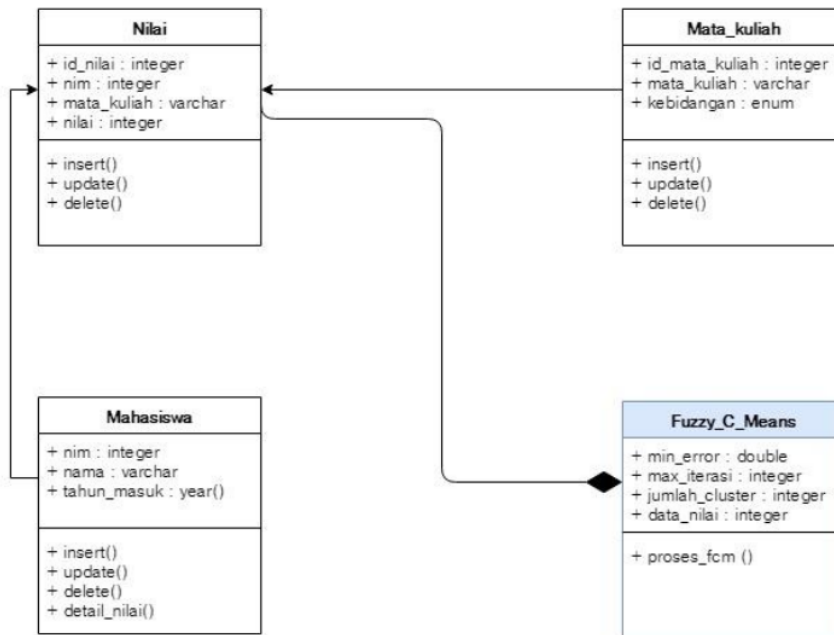 Nilai
+ id_nilai : integer
+ nim : integer
+ mata_kuliah : varchar
+ nilai : integer
+ insert()
+ update()
+ delete()
Mata_kuliah
+ id_mata_kuliah : integer
+ mata_kuliah : varchar
+ kebidangan : enum
+ insert()
+ update()
+ delete()
Mahasiswa
+ nim : integer
+ nama : varchar
+ tahun_masuk : year()
+ insert()
+ update()
+ delete()
+ detail_nilai()
Fuzzy_C_Means
+ min_error : double
+ max_iterasi : integer
+ jumlah_cluster : integer
+ data_nilai : integer
+ proses_fcm ()